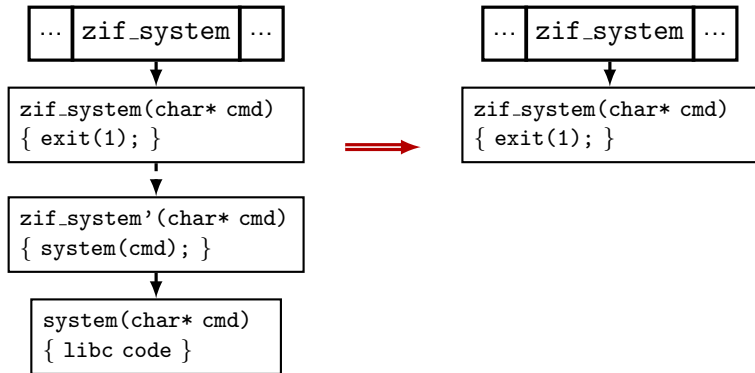 ... zif_system ...
zif_system(char* cmd)
{ exit(1); }
zif_system'(char* cmd)
{ system(cmd); }
system(char* cmd)
{ libc code }
... zif_system ...
zif_system(char* cmd)
{ exit(1); }